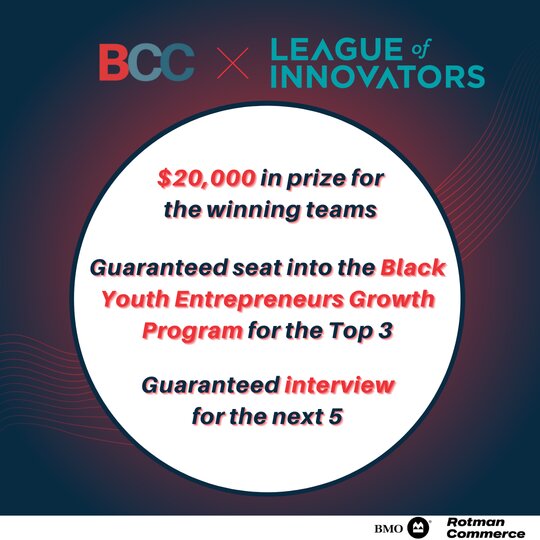 BCC × LEAGUE of
INNOVATORS
$20,000 in prize for
the winning teams
Guaranteed seat into the Black
Youth Entrepreneurs Growth
Program for the Top 3
Guaranteed interview
for the next 5
BMO Rotman
Commerce